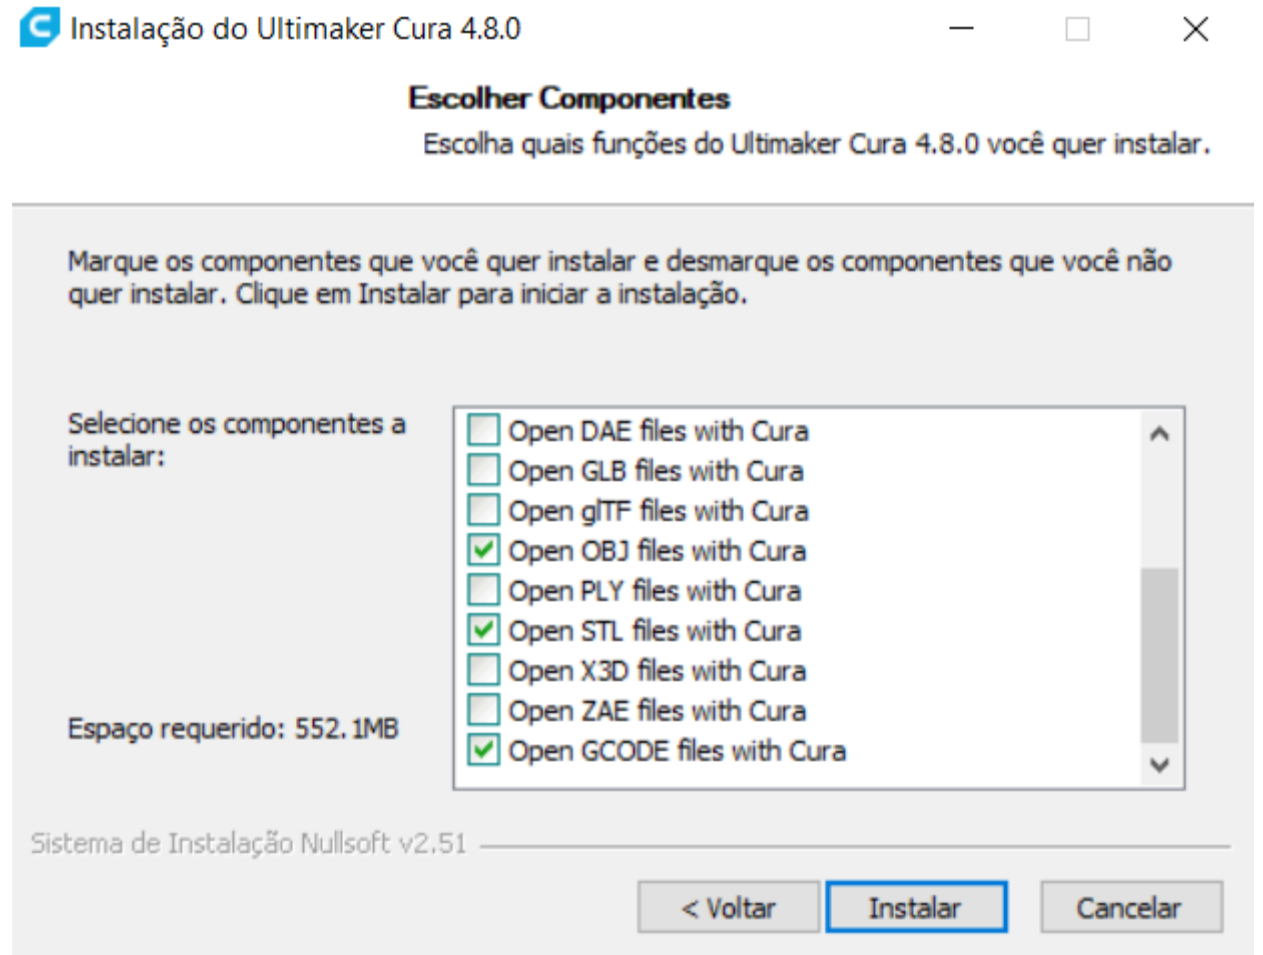 Instalação do Ultimaker Cura 4.8.0
Escolher Componentes
Escolha quais funções do Ultimaker Cura 4.8.0 você quer instalar.
Marque os componentes que você quer instalar e desmarque os componentes que você não
quer instalar. Clique em Instalar para iniciar a instalação.
Selecione os componentes a
instalar:
Open DAE files with Cura
Open GLB files with Cura
Open glTF files with Cura
Open OBJ files with Cura
Open PLY files with Cura
Open STL files with Cura
Open X3D files with Cura
Open ZAE files with Cura
Open GCODE files with Cura
Espaço requerido: 552.1MB
Sistema de Instalação Nullsoft v2.51
< Voltar
Instalar
Cancelar